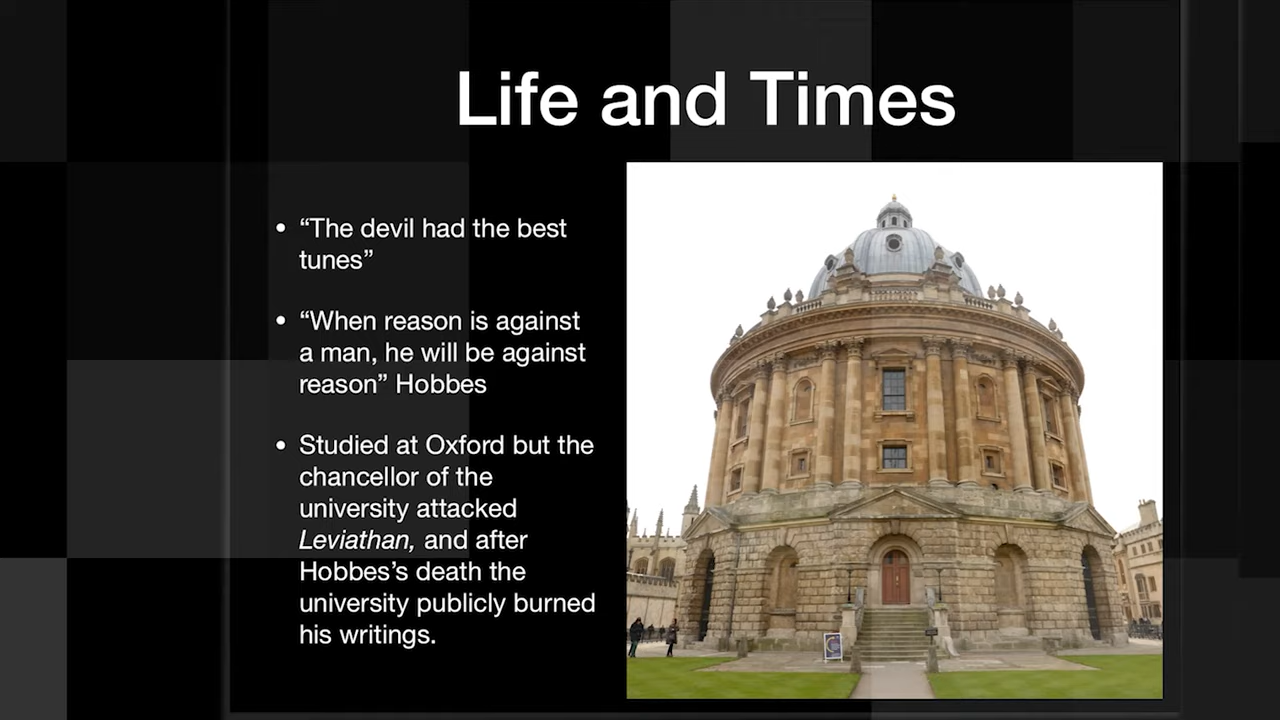 Life and Times
• “The devil had the best
tunes”
• “When reason is against
a man, he will be against
reason” Hobbes
• Studied at Oxford but the
chancellor of the
university attacked
Leviathan, and after
Hobbes’s death the
university publicly burned
his writings.